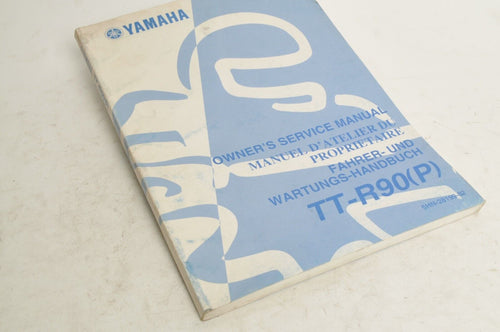 YAMAHA
OWNER'S SERVICE MANUAL
MANUEL D'ATELIER DU
PROPRIETAIRE
FAHRER- UND
WARTUNGS-HANDBUCH
TT-R90(P)